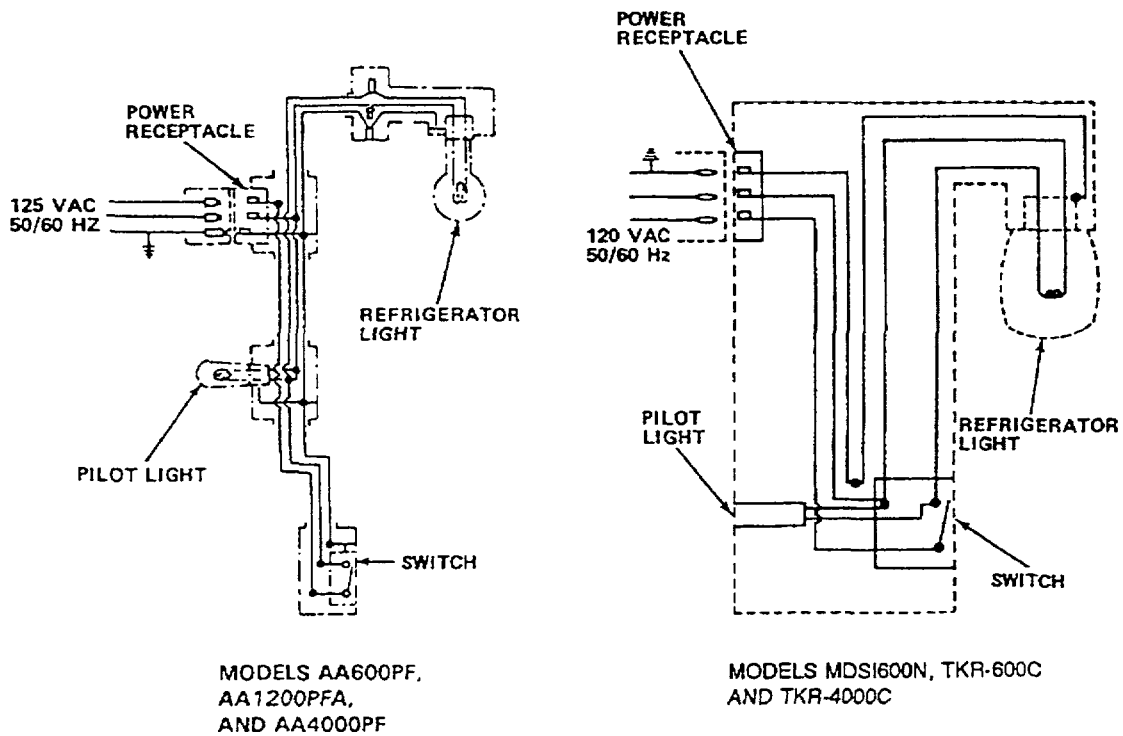 POWER
RECEPTACLE
125 VAC
50/60 HZ
REFRIGERATOR
LIGHT
PILOT LIGHT
SWITCH
MODELS AA600PF,
AA1200PFA,
AND AA4000PF
POWER
RECEPTACLE
120 VAC
50/60 Hz
PILOT
LIGHT
REFRIGERATOR
LIGHT
SWITCH
MODELS MDSI600N, TKR-600C
AND TKR-4000C